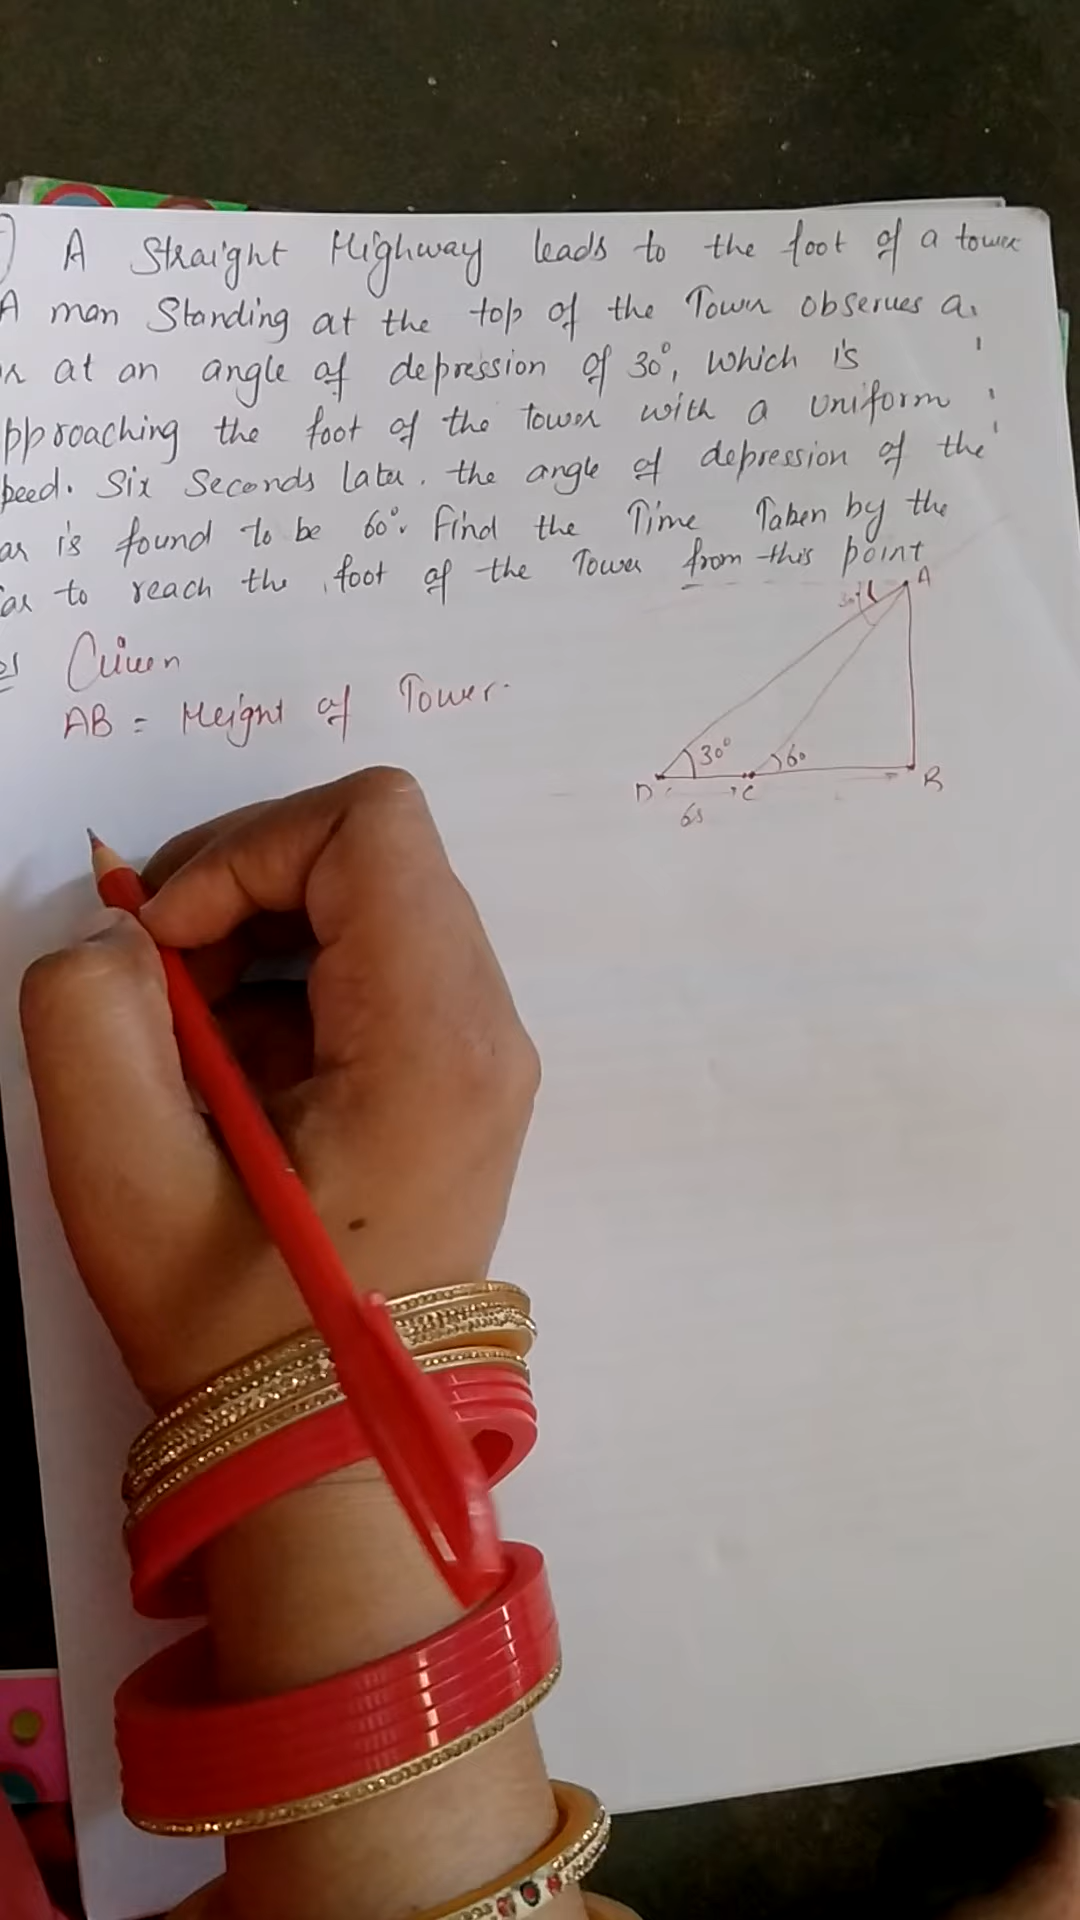 A Straight Highway leads to the foot of a tower
A man Standing at the top of the Tower observes a
at an angle of depression of 30°, which is
pproaching the foot of the tower with a uniform
peed. Six Seconds later. the angle of depression of the
ar is found to be 60°. Find the Time Taken by the
ar to reach the foot of the Tower from this point
Given
AB = Height of Tower.
A
30°
30°
60
D
C
B
6s